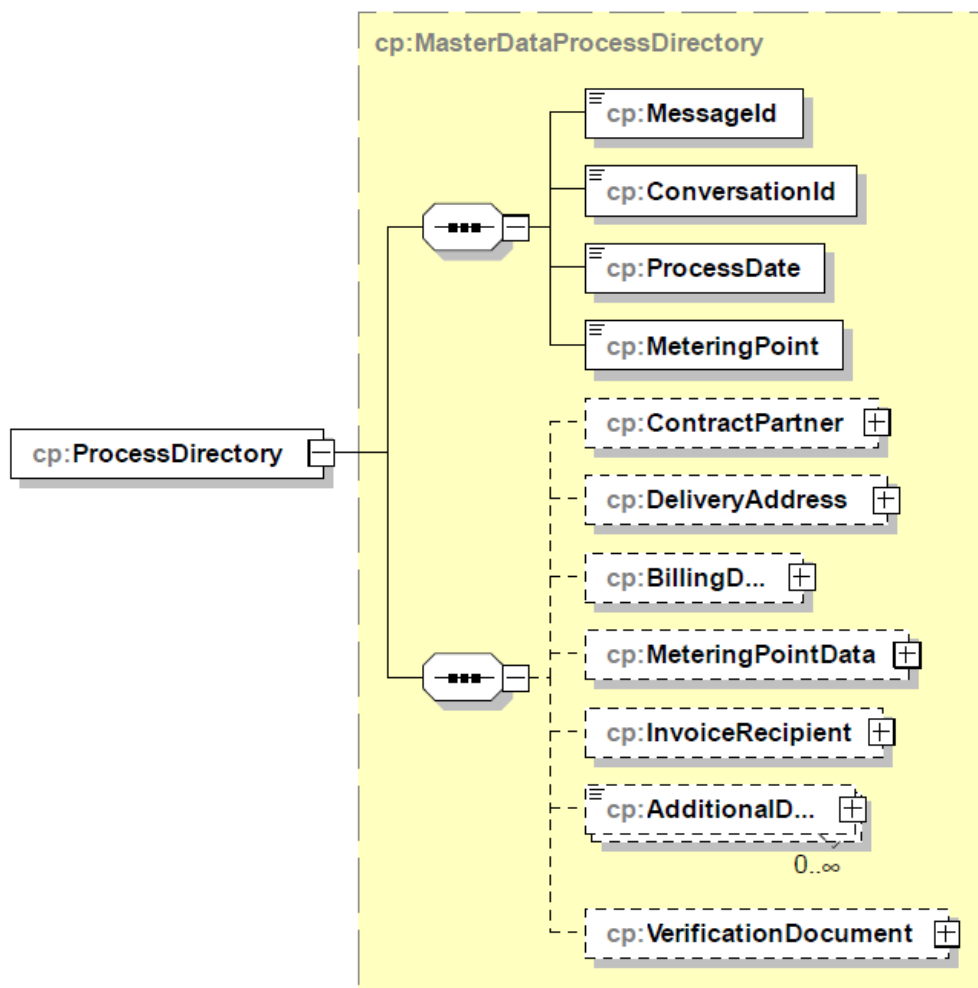 cp:MasterDataProcessDirectory
cp:MessageId
cp:ConversationId
cp:ProcessDate
cp:MeteringPoint
cp:ProcessDirectory
cp:ContractPartner
cp:DeliveryAddress
cp:BillingD...
cp:MeteringPointData
cp:InvoiceRecipient
cp:AdditionalD...
0..∞
cp:VerificationDocument